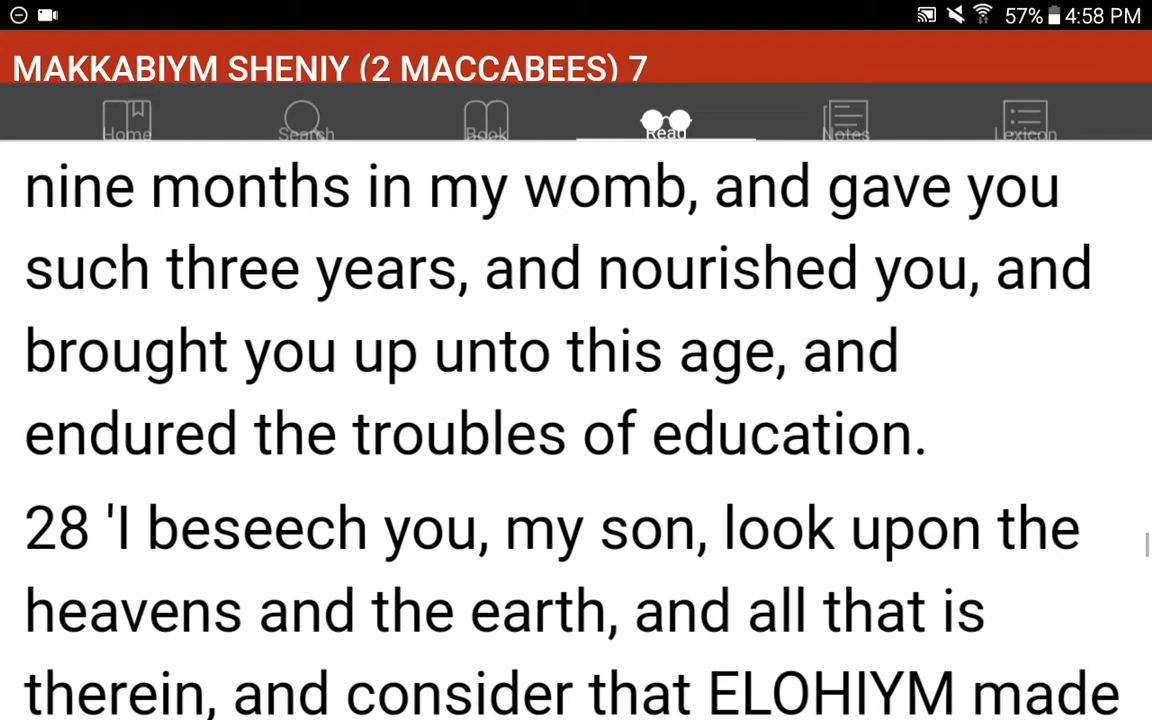 57% 4:58 PM
MAKKABIYM SHENIY (2 MACCABEES) 7
Home Search Book Read Notes Lexicon
nine months in my womb, and gave you
such three years, and nourished you, and
brought you up unto this age, and
endured the troubles of education.
28 'I beseech you, my son, look upon the
heavens and the earth, and all that is
therein, and consider that ELOHIYM made